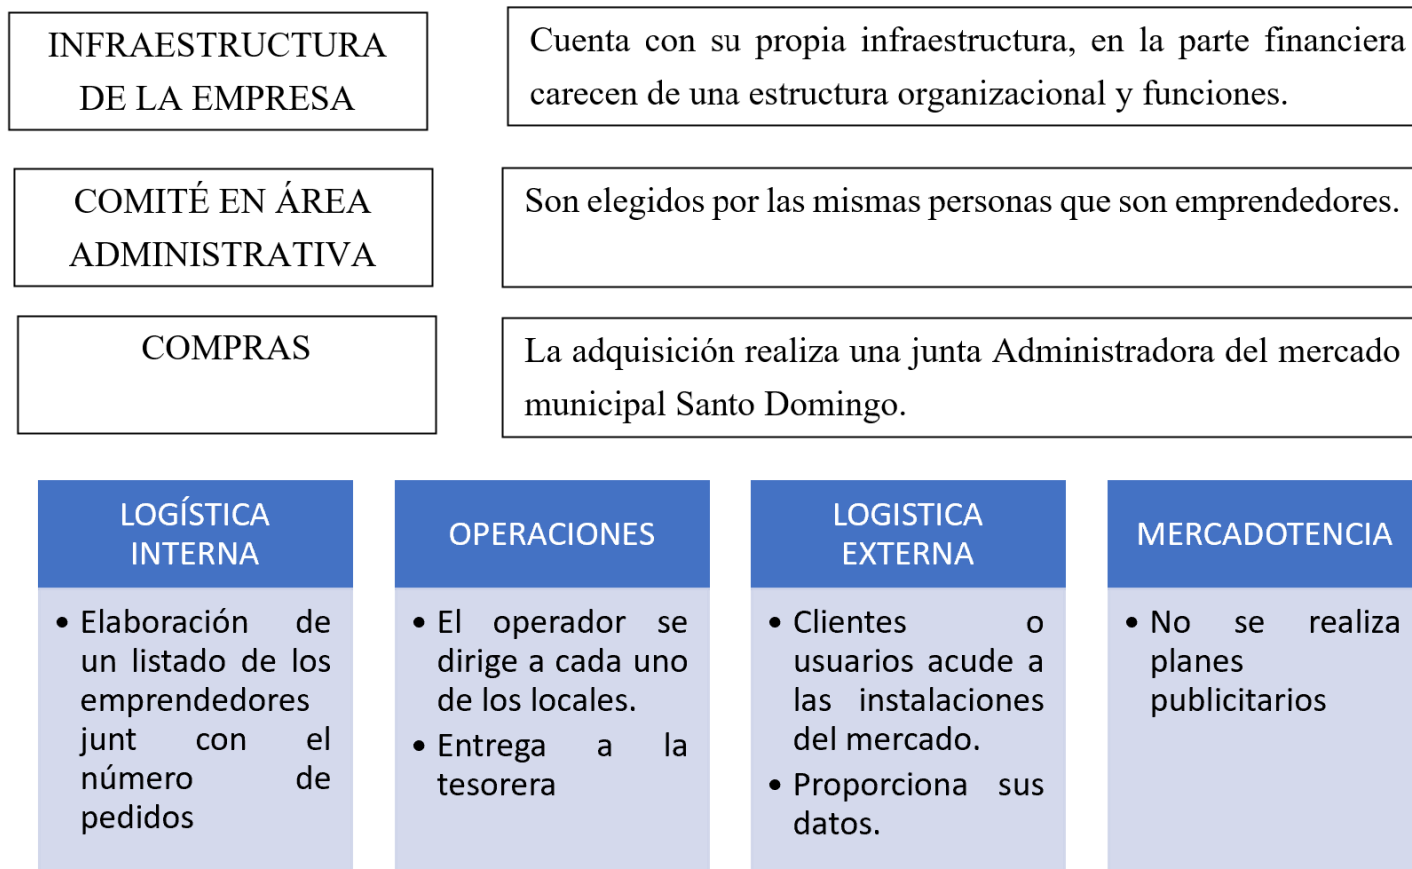 INFRAESTRUCTURA
DE LA EMPRESA
Cuenta con su propia infraestructura, en la parte financiera
carecen de una estructura organizacional y funciones.
COMITÉ EN ÁREA
ADMINISTRATIVA
Son elegidos por las mismas personas que son emprendedores.
COMPRAS
La adquisición realiza una junta Administradora del mercado
municipal Santo Domingo.
LOGÍSTICA
INTERNA
• Elaboración de
un listado de los
emprendedores
junt con el
número de
pedidos
OPERACIONES
• El operador se
dirige a cada uno
de los locales.
• Entrega a la
tesorera
LOGISTICA
EXTERNA
• Clientes o
usuarios acude a
las instalaciones
del mercado.
• Proporciona sus
datos.
MERCADOTENCIA
• No se realiza
planes
publicitarios